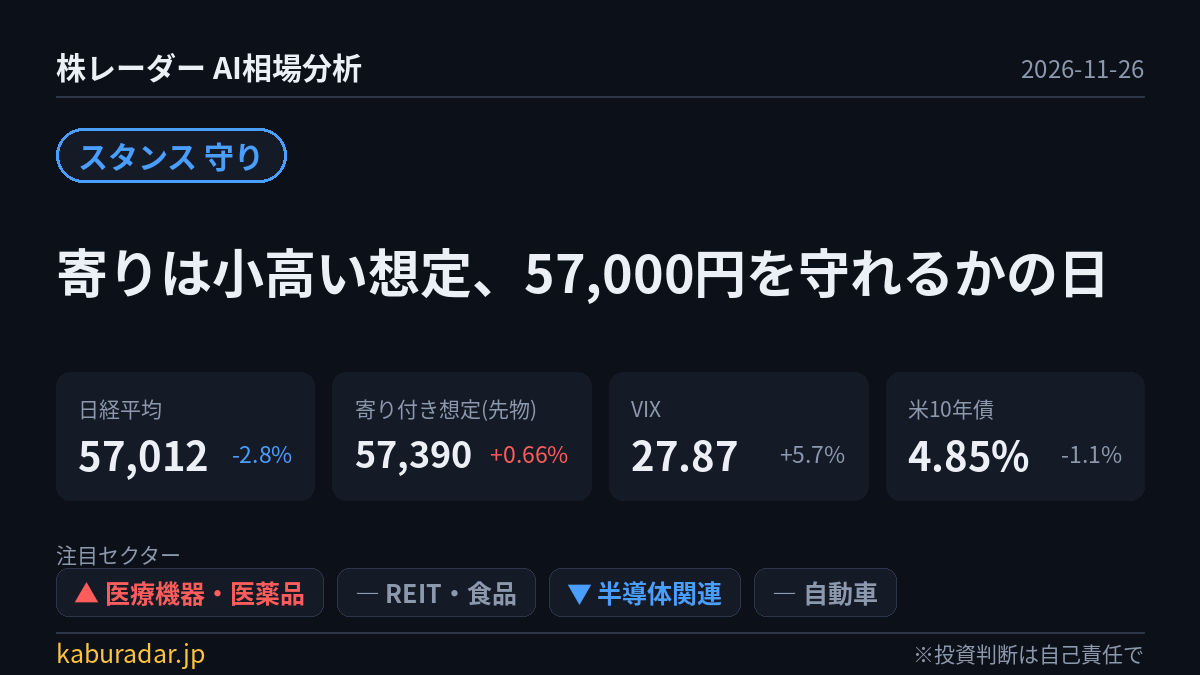 株レーダー AI相場分析
2026-11-26
スタンス 守り
寄りは小高い想定、57,000円を守れるかの日
日経平均
57,012 -2.8%
寄り付き想定(先物)
57,390 +0.66%
VIX
27.87 +5.7%
米10年債
4.85% -1.1%
注目セクター
▲ 医療機器・医薬品
― REIT・食品
▼ 半導体関連
― 自動車
kaburadar.jp
※投資判断は自己責任で